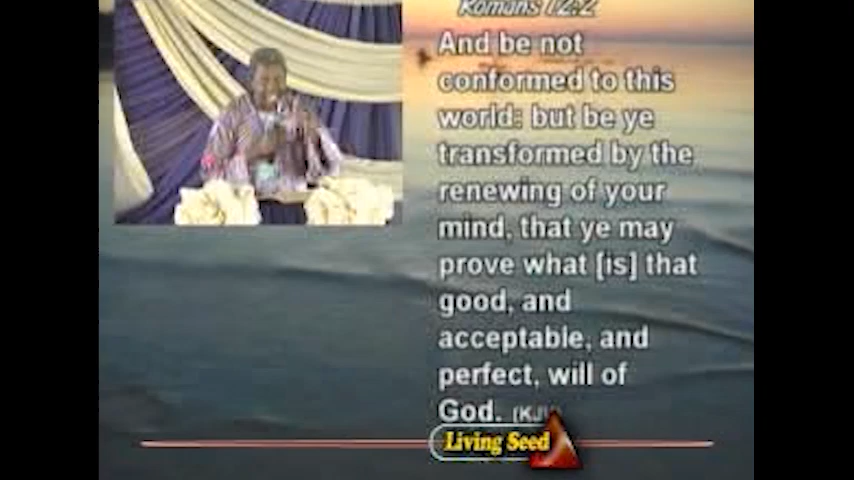 Romans 12:2
And be not
conformed to this
world: but be ye
transformed by the
renewing of your
mind, that ye may
prove what [is] that
good, and
acceptable, and
perfect, will of
God.
Living Seed